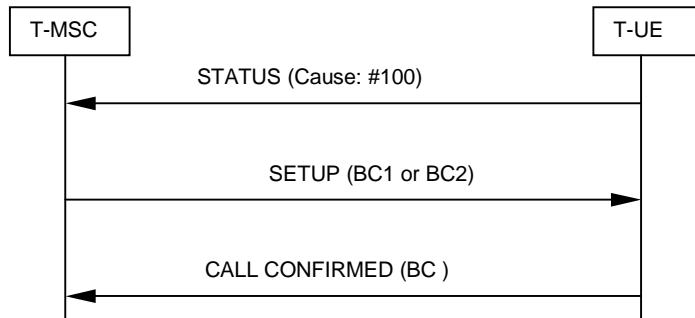 T-MSC
T-UE
STATUS (Cause: #100)
SETUP (BC1 or BC2)
CALL CONFIRMED (BC )